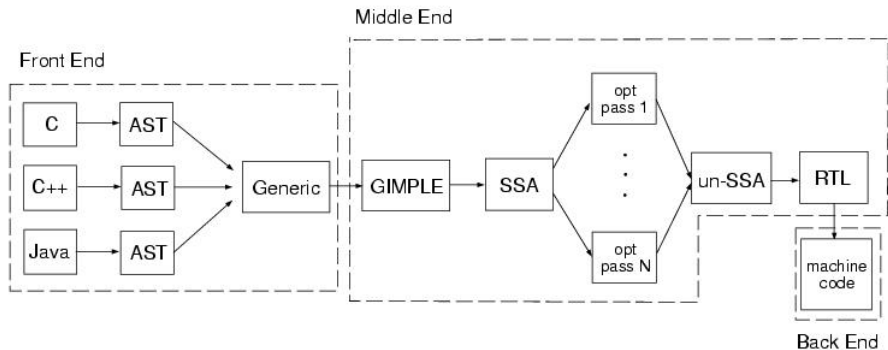 Middle End
Front End
C
AST
C++
AST
Java
AST
Generic
GIMPLE
SSA
opt
pass 1
opt
pass N
un-SSA
RTL
machine
code
Back End